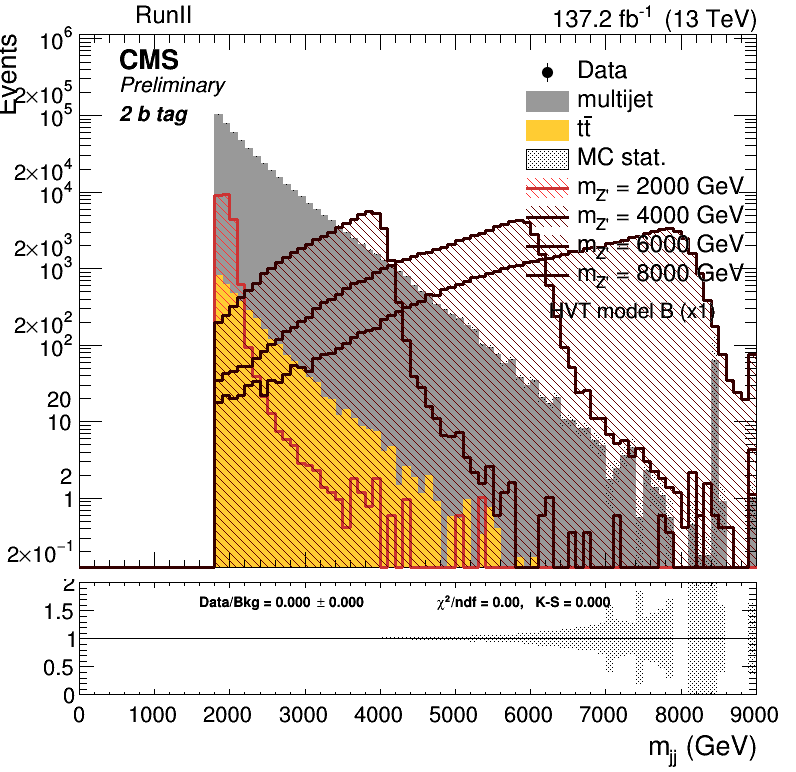 RunII
137.2 fb⁻¹ (13 TeV)
Events
CMS
Preliminary
2 b tag
Data
multijet
tt̄
MC stat.
m_Z' = 2000 GeV
m_Z' = 4000 GeV
m_Z' = 6000 GeV
m_Z' = 8000 GeV
HVT model B (x1)
10⁶
2×10⁵
10⁵
2×10⁴
10⁴
2×10³
10³
2×10²
10²
20
10
2
1
2×10⁻¹
Data/Bkg = 0.000 ± 0.000
χ²/ndf = 0.00, K-S = 0.000
2
1.5
1
0.5
0
0 1000 2000 3000 4000 5000 6000 7000 8000 9000
m_jj (GeV)